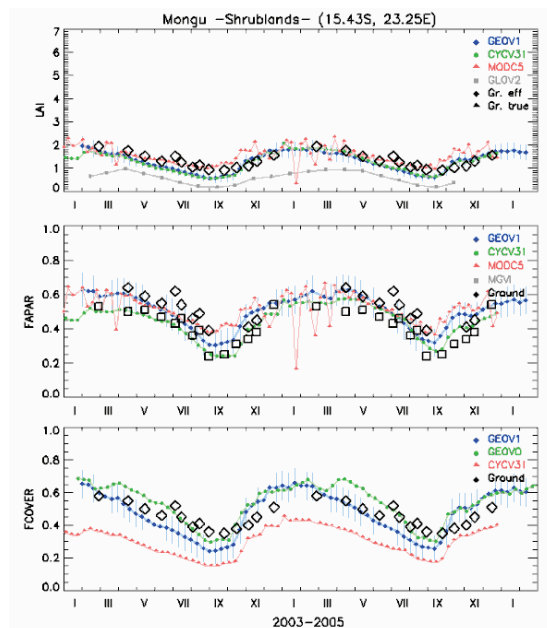 Mongu -Shrublands- (15.43S, 23.25E)
7
6
5
4
3
2
1
0
LAI
GEOV1
CYCV31
MODC5
GLOV2
Gr. eff
Gr. true
I III V VII IX XI I III V VII IX XI I
1.0
0.8
0.6
0.4
0.2
0.0
FAPAR
GEOV1
CYCV31
MODC5
MGVI
Ground
I III V VII IX XI I III V VII IX XI I
1.0
0.8
0.6
0.4
0.2
0.0
FCOVER
GEOV1
GEOV0
CYCV31
Ground
I III V VII IX XI I III V VII IX XI I
2003-2005